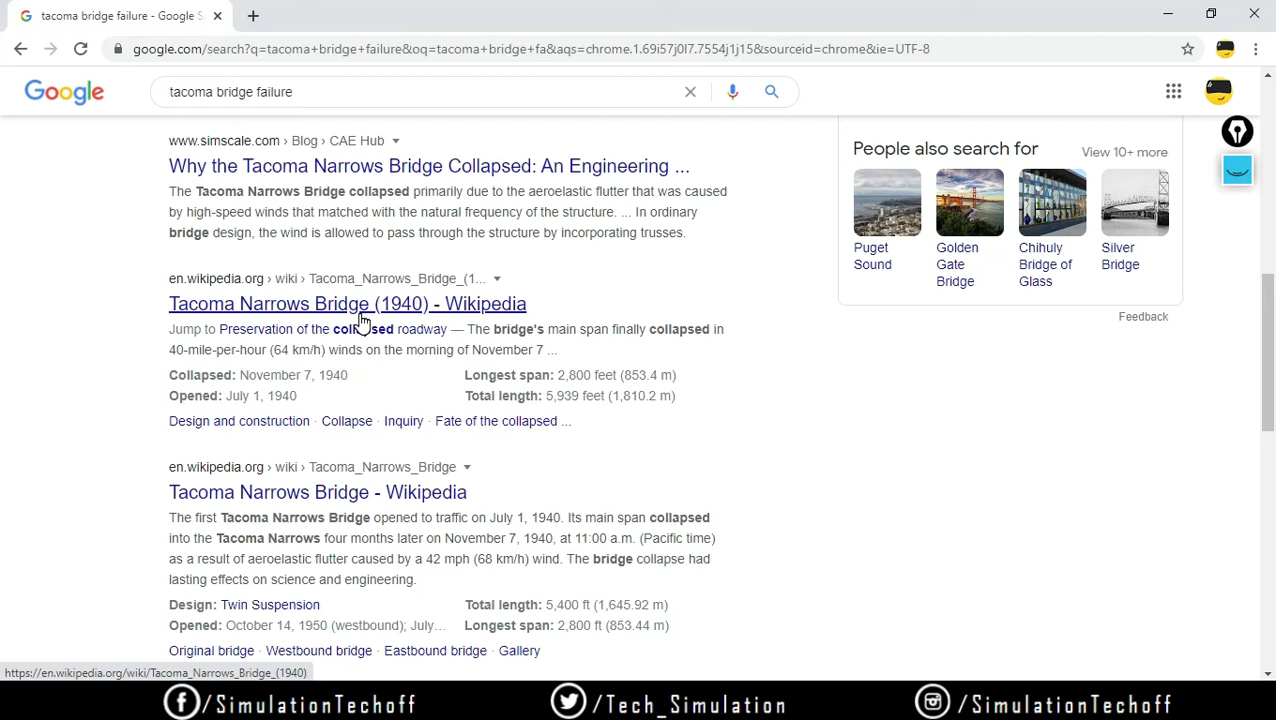 tacoma bridge failure - Google S
google.com/search?q=tacoma+bridge+failure&oq=tacoma+bridge+fa&aqs=chrome.1.69i57j0l7.7554j1j15&sourceid=chrome&ie=UTF-8
Google
tacoma bridge failure
www.simscale.com › Blog › CAE Hub
Why the Tacoma Narrows Bridge Collapsed: An Engineering ...
The Tacoma Narrows Bridge collapsed primarily due to the aeroelastic flutter that was caused
by high-speed winds that matched with the natural frequency of the structure. ... In ordinary
bridge design, the wind is allowed to pass through the structure by incorporating trusses.
en.wikipedia.org › wiki › Tacoma_Narrows_Bridge_(1...
Tacoma Narrows Bridge (1940) - Wikipedia
Jump to Preservation of the collapsed roadway — The bridge's main span finally collapsed in
40-mile-per-hour (64 km/h) winds on the morning of November 7 ...
Collapsed: November 7, 1940
Longest span: 2,800 feet (853.4 m)
Opened: July 1, 1940
Total length: 5,939 feet (1,810.2 m)
Design and construction · Collapse · Inquiry · Fate of the collapsed ...
en.wikipedia.org › wiki › Tacoma_Narrows_Bridge
Tacoma Narrows Bridge - Wikipedia
The first Tacoma Narrows Bridge opened to traffic on July 1, 1940. Its main span collapsed
into the Tacoma Narrows four months later on November 7, 1940, at 11:00 a.m. (Pacific time)
as a result of aeroelastic flutter caused by a 42 mph (68 km/h) wind. The bridge collapse had
lasting effects on science and engineering.
Design: Twin Suspension
Total length: 5,400 ft (1,645.92 m)
Opened: October 14, 1950 (westbound); July...
Longest span: 2,800 ft (853.44 m)
Original bridge · Westbound bridge · Eastbound bridge · Gallery
People also search for
View 10+ more
Puget
Sound
Golden
Gate
Bridge
Chihuly
Bridge of
Glass
Silver
Bridge
Feedback
https://en.wikipedia.org/wiki/Tacoma_Narrows_Bridge_(1940)
/SimulationTechoff
/Tech_Simulation
/SimulationTechoff